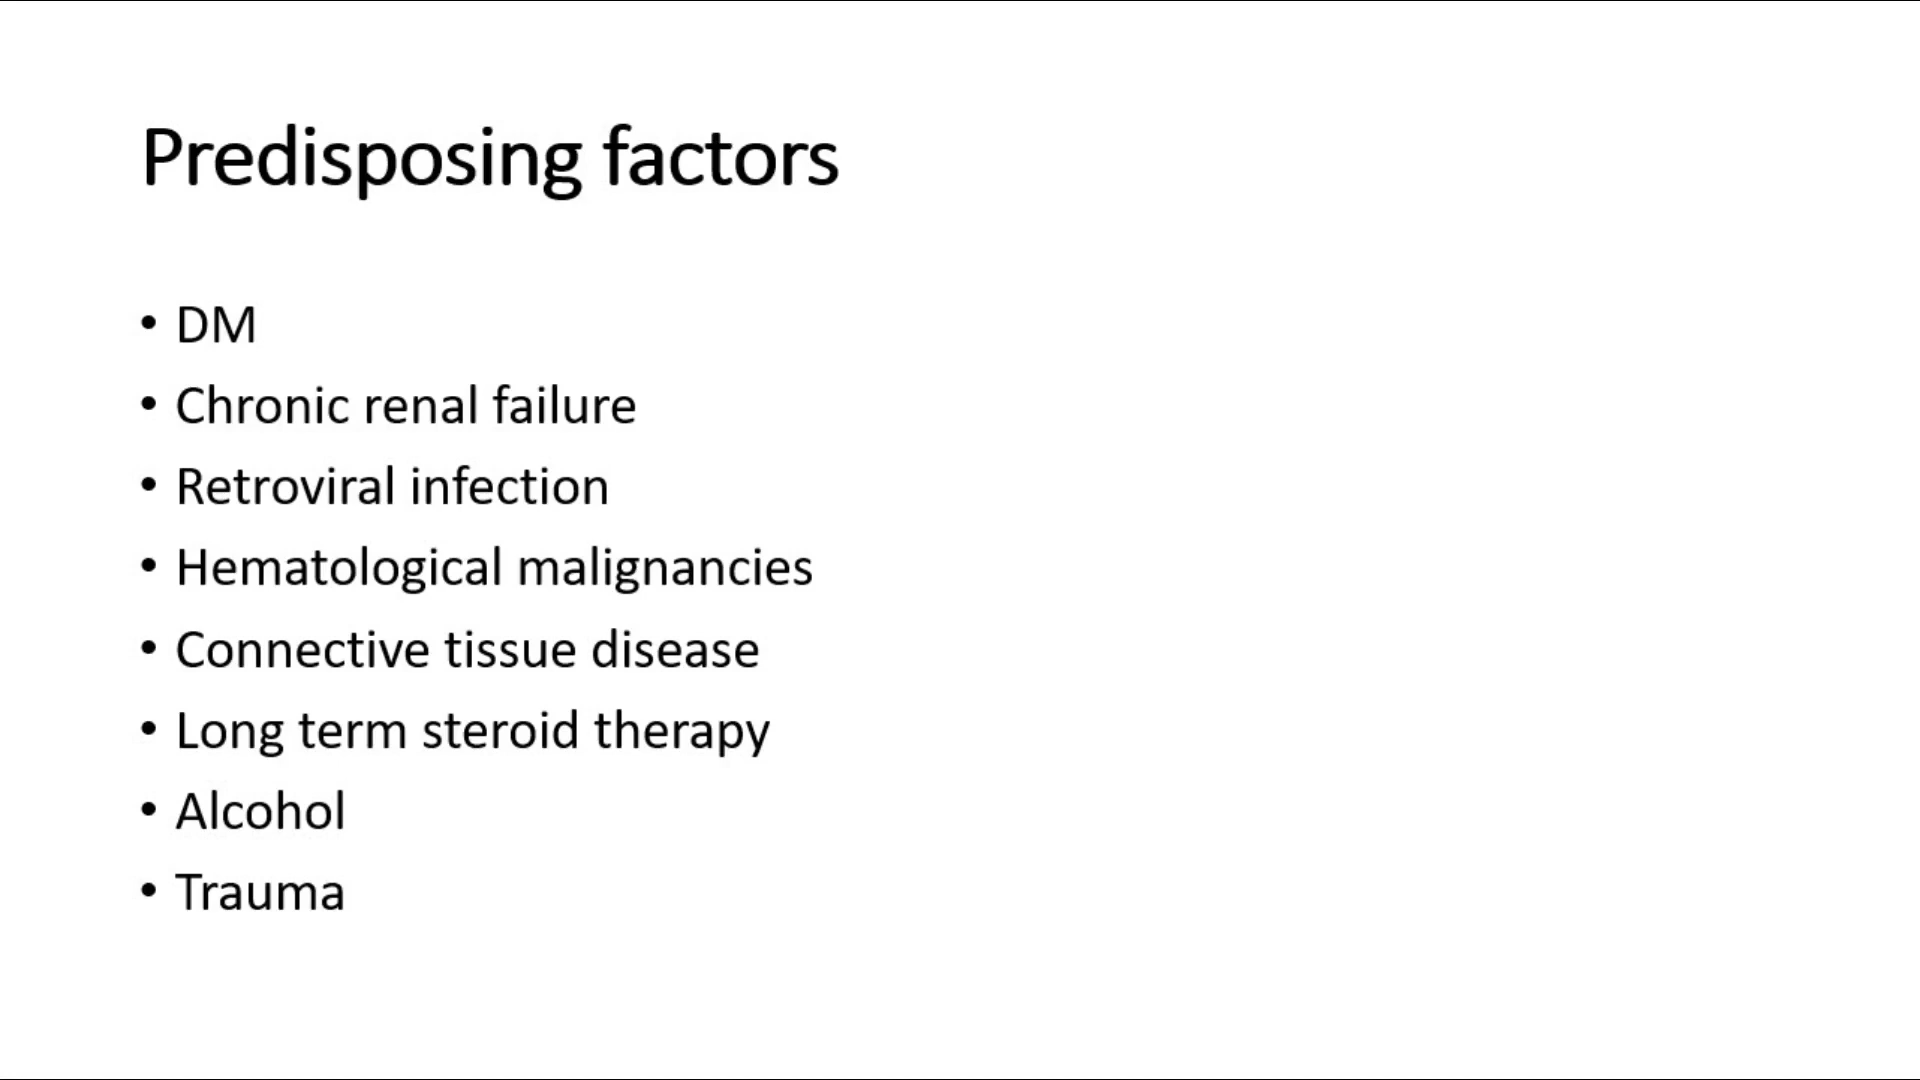 Predisposing factors
• DM
• Chronic renal failure
• Retroviral infection
• Hematological malignancies
• Connective tissue disease
• Long term steroid therapy
• Alcohol
• Trauma